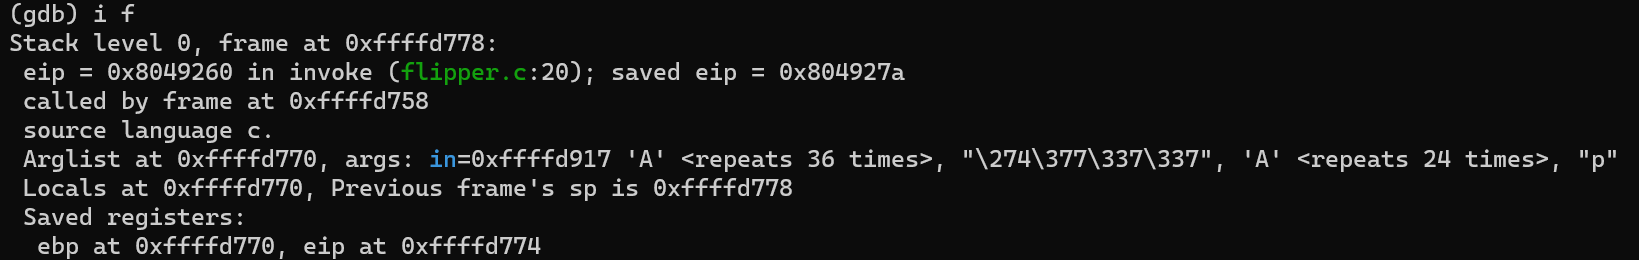 (gdb) i f
Stack level 0, frame at 0xffffd778:
 eip = 0x8049260 in invoke (flipper.c:20); saved eip = 0x804927a
 called by frame at 0xffffd758
 source language c.
 Arglist at 0xffffd770, args: in=0xffffd917 'A' <repeats 36 times>, "\274\377\337\337", 'A' <repeats 24 times>, "p"
 Locals at 0xffffd770, Previous frame's sp is 0xffffd778
 Saved registers:
  ebp at 0xffffd770, eip at 0xffffd774